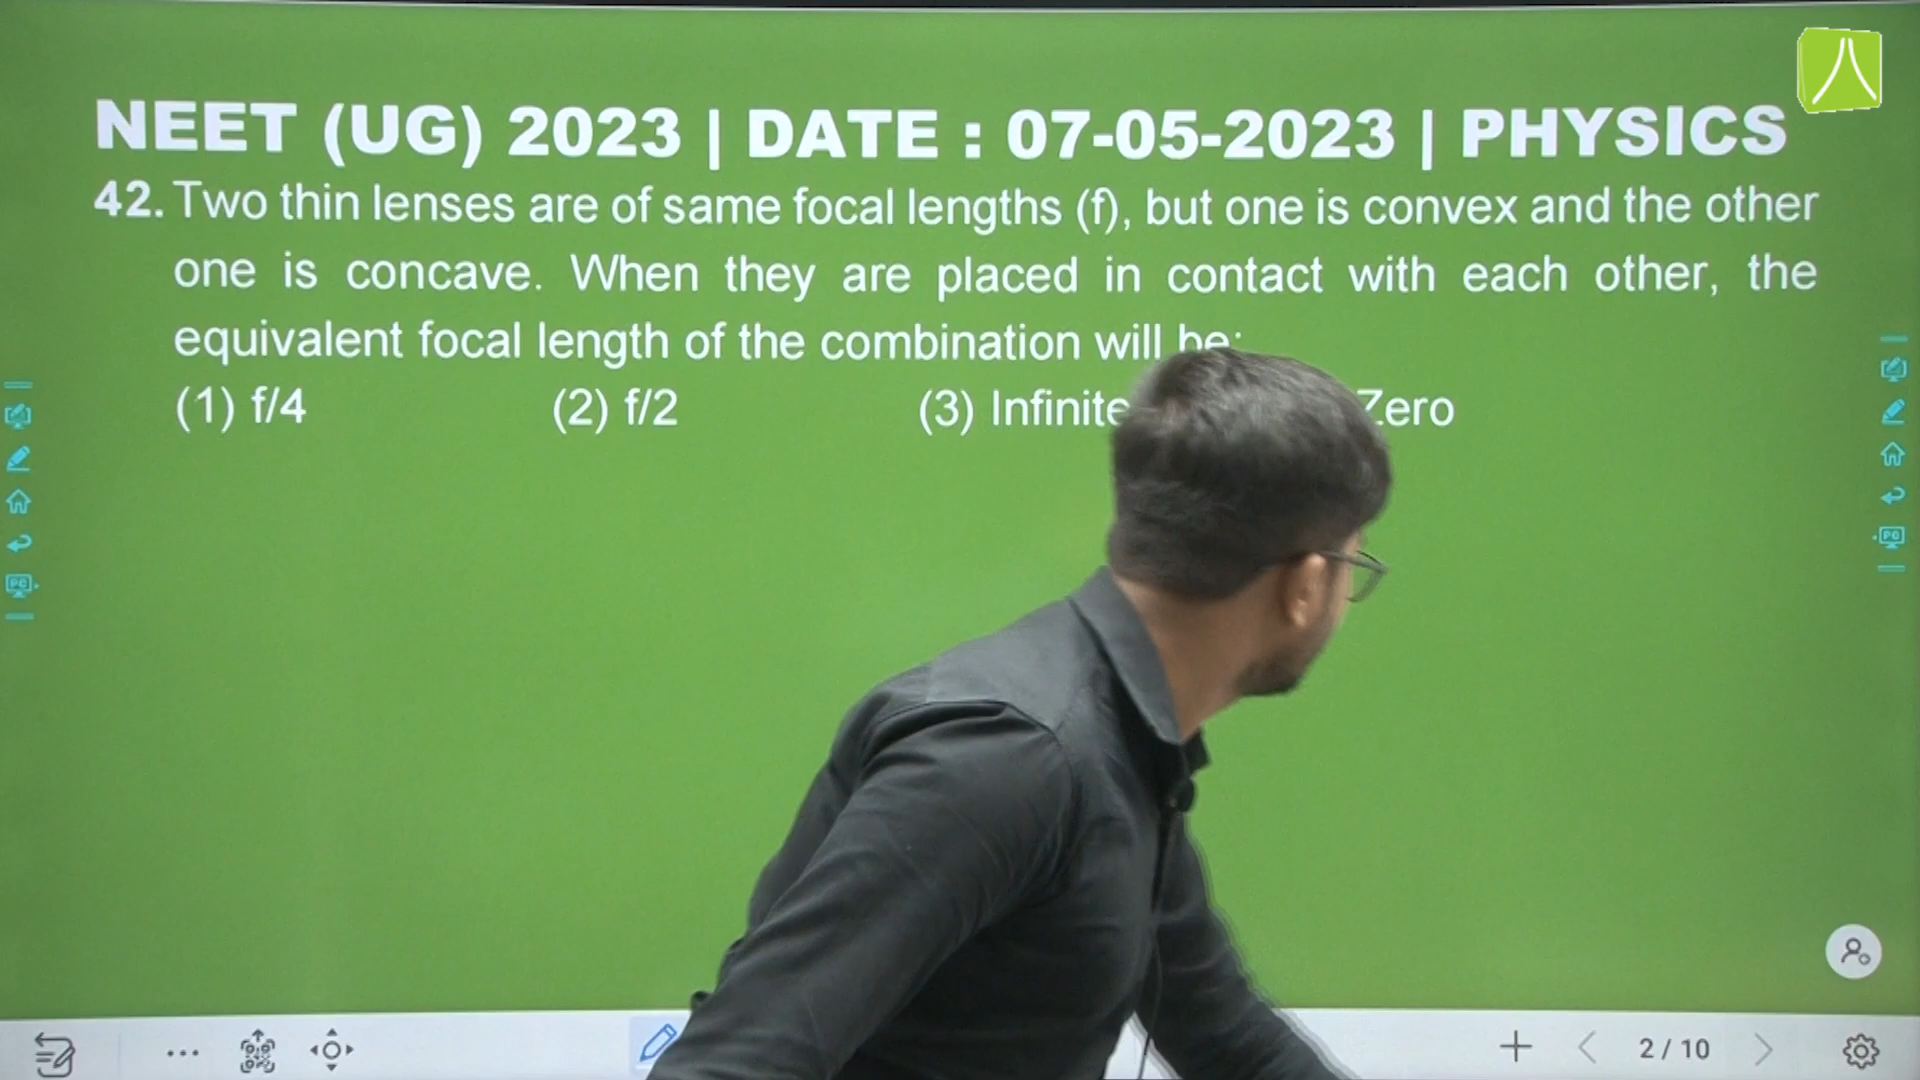 NEET (UG) 2023 | DATE : 07-05-2023 | PHYSICS
42. Two thin lenses are of same focal lengths (f), but one is convex and the other
one is concave. When they are placed in contact with each other, the
equivalent focal length of the combination will be:
(1) f/4 (2) f/2 (3) Infinite Zero
PC
PC
2 / 10